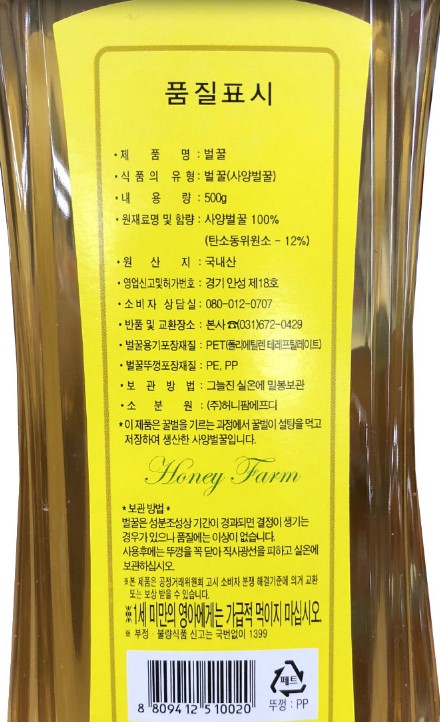 품질표시
• 제 품 명 : 벌꿀
• 식 품 의 유 형 : 벌꿀(사양벌꿀)
• 내 용 량 : 500g
• 원재료명 및 함량 : 사양벌꿀 100%
(탄소동위원소 - 12%)
• 원 산 지 : 국내산
• 영업신고및허가번호 : 경기 안성 제18호
• 소 비 자 상 담 실 : 080-012-0707
• 반품 및 교환장소 : 본사 ☎(031)672-0429
• 벌꿀용기포장재질 : PET(폴리에틸렌 테레프탈레이트)
• 벌꿀뚜껑포장재질 : PE, PP
• 보 관 방 법 : 그늘진 실온에 밀봉보관
• 소 분 원 : (주)허니팜에프디
* 이 제품은 꿀벌을 기르는 과정에서 꿀벌이 설탕을 먹고
저장하여 생산한 사양벌꿀입니다.
Honey Farm
* 보관 방법 *
벌꿀은 성분조성상 기간이 경과되면 결정이 생기는
경우가 있으나 품질에는 이상이 없습니다.
사용후에는 뚜껑을 꼭 닫아 직사광선을 피하고 실온에
보관하십시오.
※ 본 제품은 공정거래위원회 고시 소비자 분쟁 해결기준에 의거 교환
또는 보상 받을 수 있습니다.
※1세 미만의 영아에게는 가급적 먹이지 마십시오.
※ 부정·불량식품 신고는 국번없이 1399
8 809412 510020
페트
뚜껑 : PP